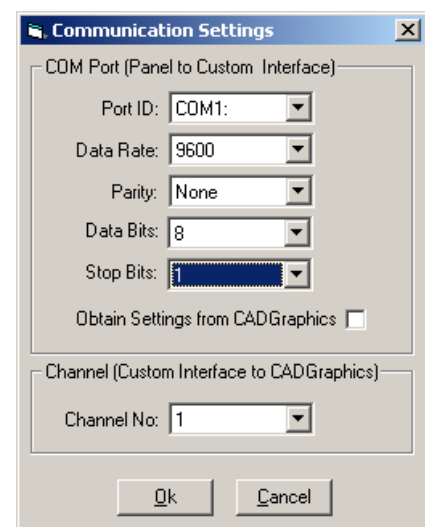 Communication Settings
COM Port (Panel to Custom Interface)
Port ID: COM1:
Data Rate: 9600
Parity: None
Data Bits: 8
Stop Bits: 1
Obtain Settings from CADGraphics
Channel (Custom Interface to CADGraphics)
Channel No: 1
Ok Cancel